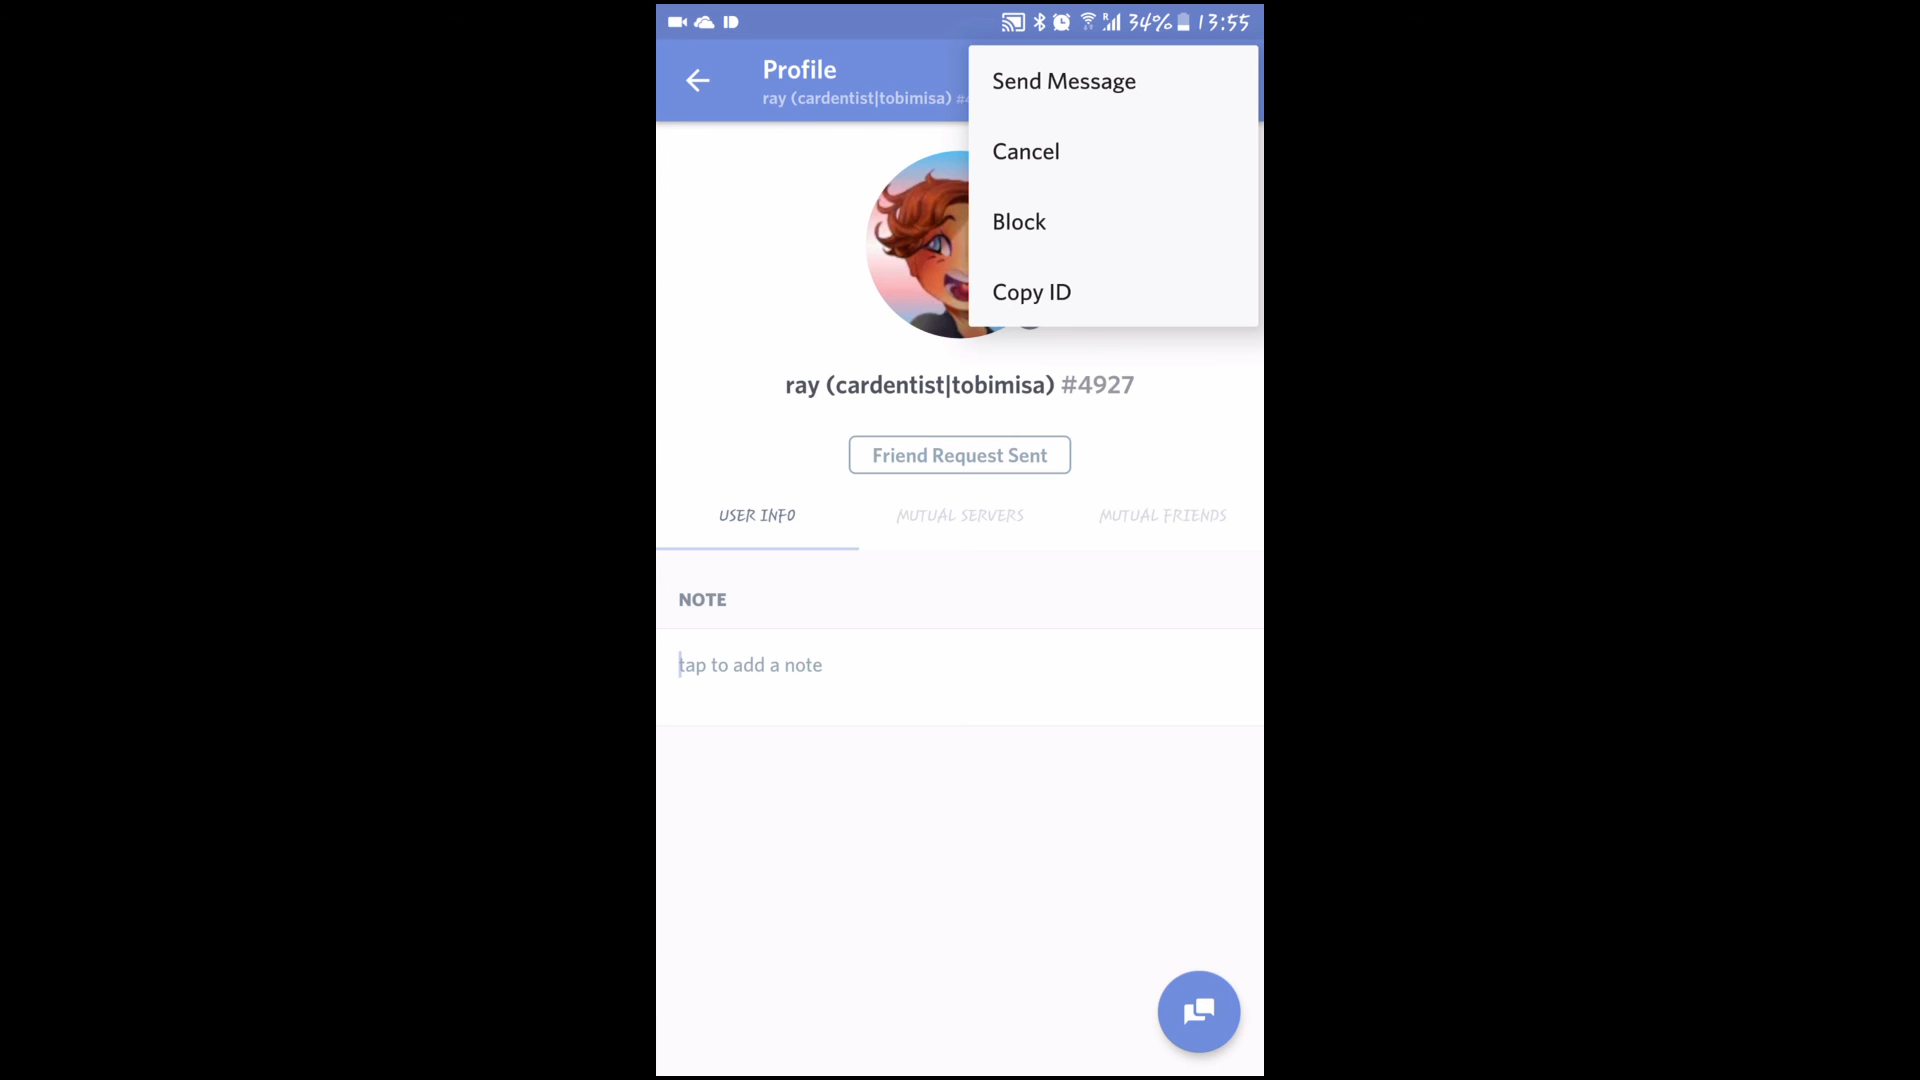 34% 13:55
Profile
ray (cardentist|tobimisa)
Send Message
Cancel
Block
Copy ID
ray (cardentist|tobimisa) #4927
Friend Request Sent
USER INFO MUTUAL SERVERS MUTUAL FRIENDS
NOTE
tap to add a note